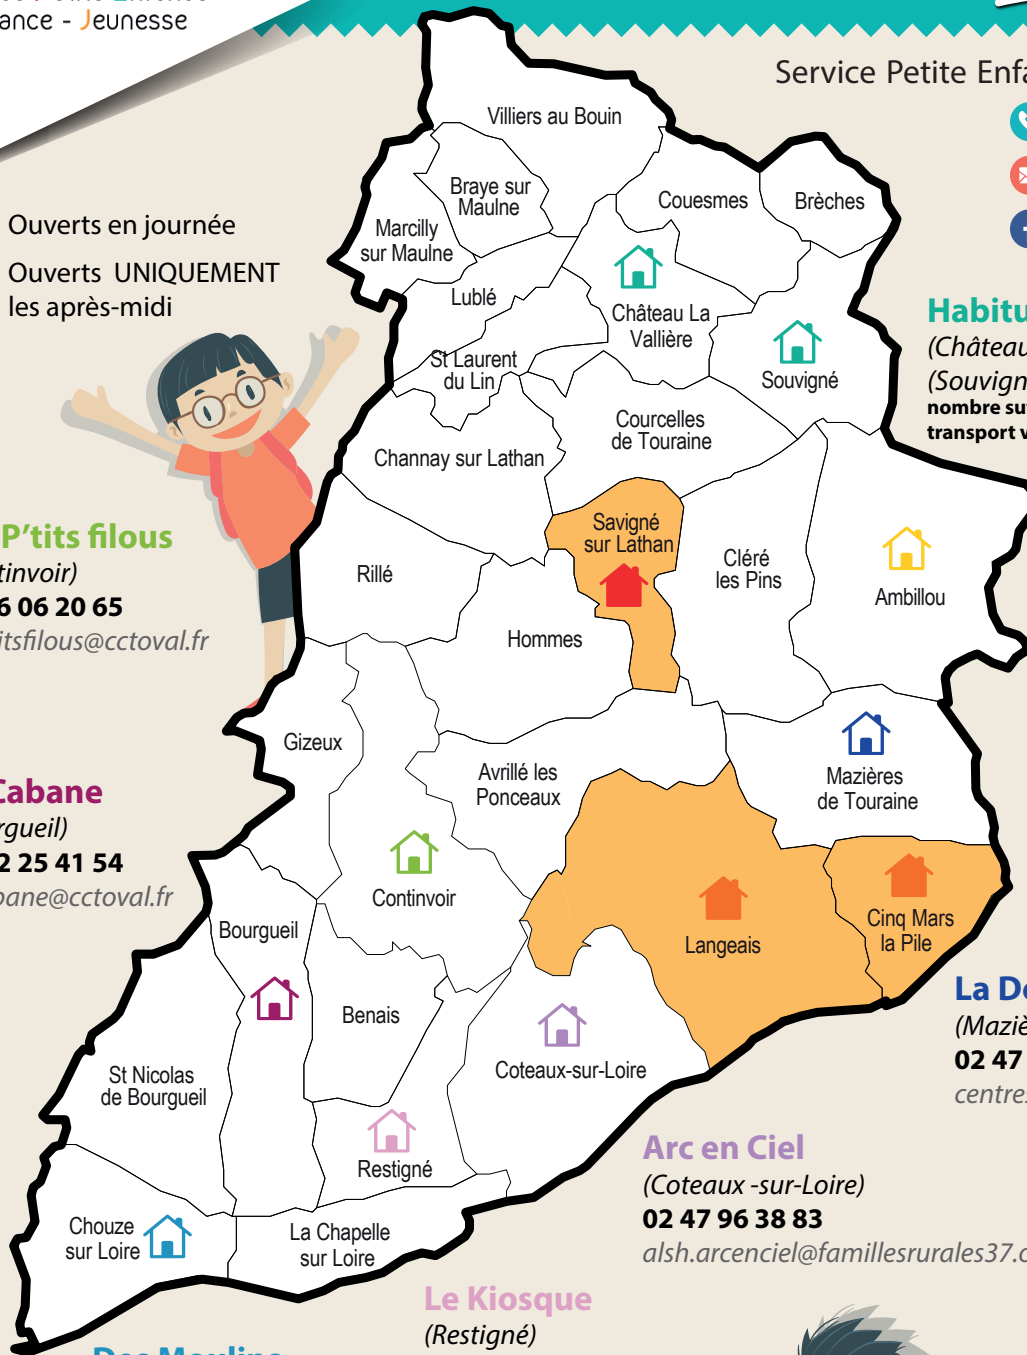 ance - Jeunesse
Service Petite
Villiers au Bouin
Braye sur
Maulne
Couesmes
Brèches
Marcilly
sur Maulne
Ouverts en journée
Ouverts UNIQUEMENT
les après-midi
Lublé
Château La
Vallière
St Laurent
du Lin
Souvigné
Courcelles
de Touraine
Channay sur Lathan
Savigné
sur Lathan
Cléré
les Pins
Rillé
Ambillou
Hommes
P'tits filous
tinvoir)
6 06 20 65
itsfilous@cctoval.fr
Gizeux
Avrillé les
Ponceaux
Mazières
de Touraine
Cabane
rgueil)
2 25 41 54
bane@cctoval.fr
Continvoir
Bourgueil
Langeais
Cinq Mars
la Pile
Benais
Coteaux-sur-Loire
St Nicolas
de Bourgueil
Restigné
Chouze
sur Loire
La Chapelle
sur Loire
Habitu
(Château
(Souvign
nombre su
transport v
La D
(Maziè
02 47
centres
Arc en Ciel
(Coteaux -sur-Loire)
02 47 96 38 83
alsh.arcenciel@famillesrurales37.o
Le Kiosque
(Restigné)
Des Moulins